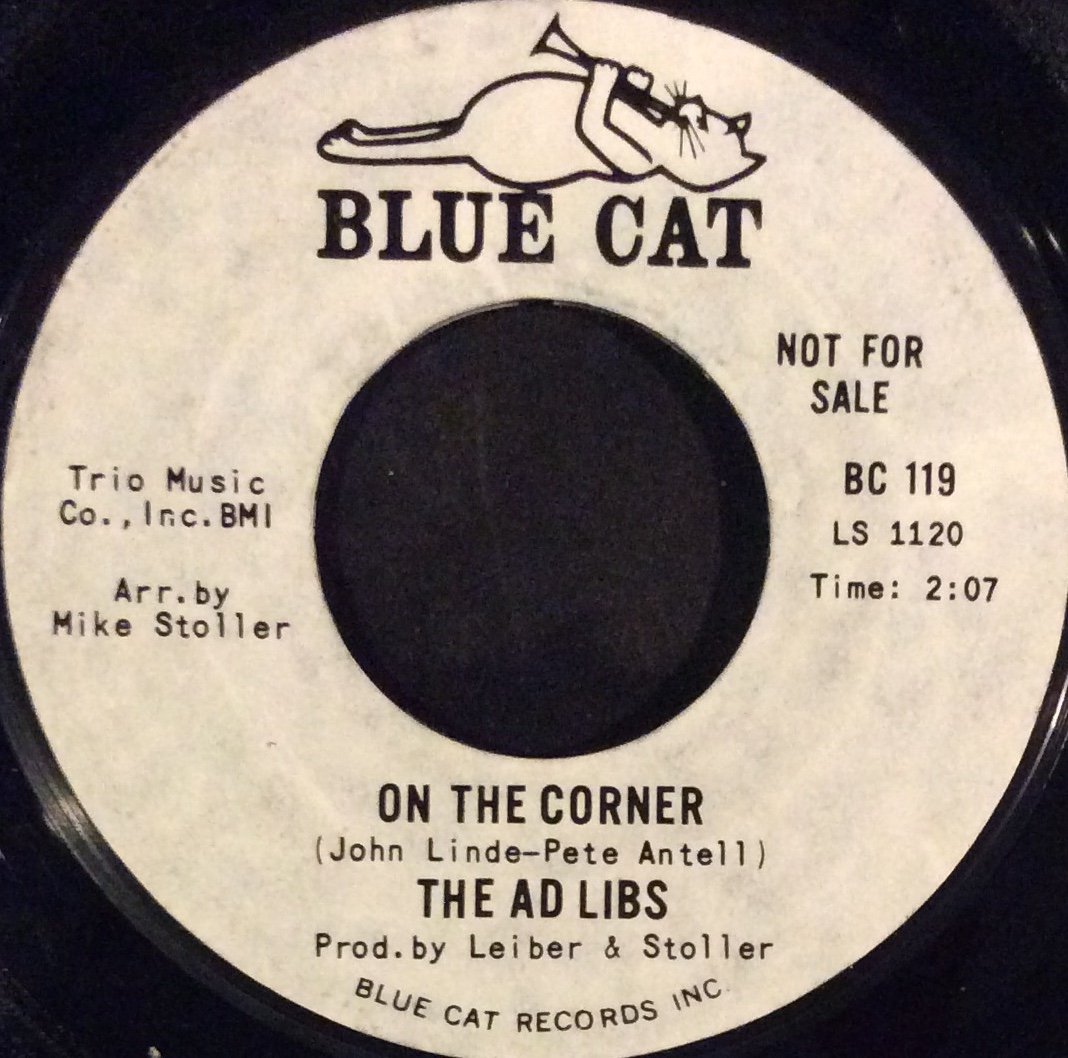 BLUE CAT
NOT FOR
SALE
BC 119
LS 1120
Time: 2:07
Trio Music
Co., Inc. BMI
Arr. by
Mike Stoller
ON THE CORNER
(John Linde-Pete Antell)
THE AD LIBS
Prod. by Leiber & Stoller
BLUE CAT RECORDS INC.